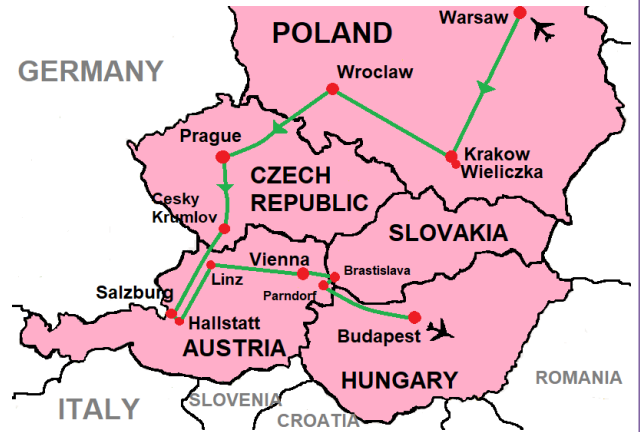 Warsaw
POLAND
GERMANY
Wroclaw
Prague
Krakow
Wieliczka
CZECH
REPUBLIC
Cesky
Krumlov
SLOVAKIA
Vienna
Brastislava
Linz
Parndorf
Salzburg
Hallstatt
Budapest
AUSTRIA
HUNGARY
ROMANIA
ITALY
SLOVENIA
CROATIA